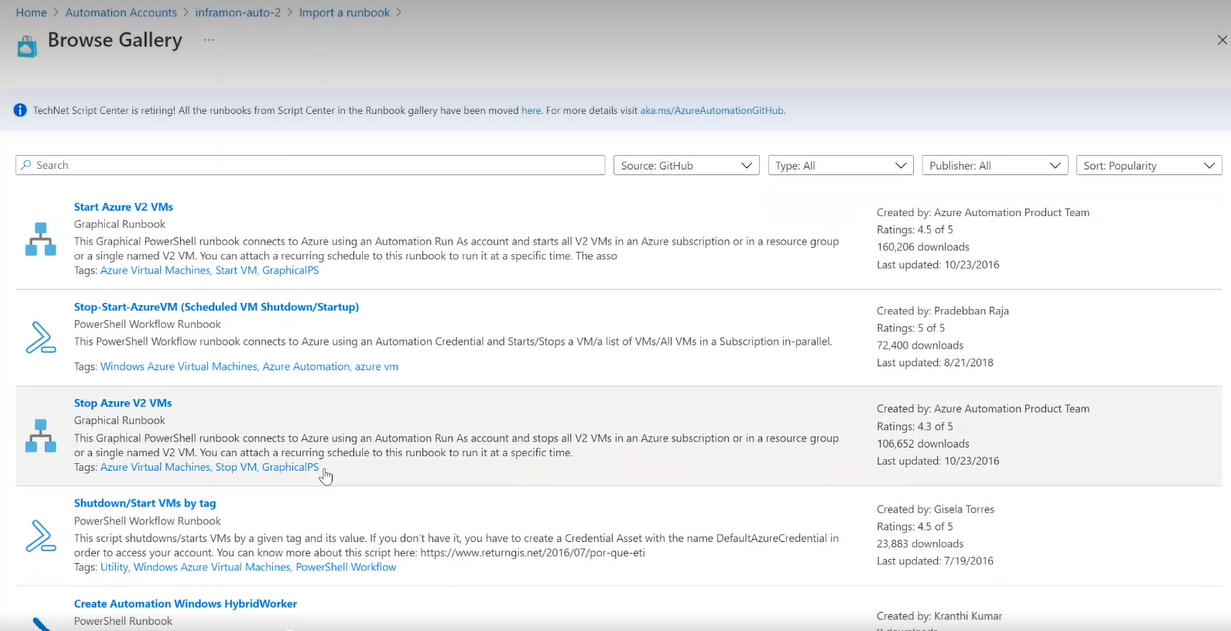 Home > Automation Accounts > inframon-auto-2 > Import a runbook >
Browse Gallery ...
TechNet Script Center is retiring! All the runbooks from Script Center in the Runbook gallery have been moved here. For more details visit aka.ms/AzureAutomationGitHub.
Search Source: GitHub Type: All Publisher: All Sort: Popularity
Start Azure V2 VMs
Graphical Runbook
This Graphical PowerShell runbook connects to Azure using an Automation Run As account and starts all V2 VMs in an Azure subscription or in a resource group
or a single named V2 VM. You can attach a recurring schedule to this runbook to run it at a specific time. The asso
Tags: Azure Virtual Machines, Start VM, GraphicalPS
Created by: Azure Automation Product Team
Ratings: 4.5 of 5
160,206 downloads
Last updated: 10/23/2016
Stop-Start-AzureVM (Scheduled VM Shutdown/Startup)
PowerShell Workflow Runbook
This PowerShell Workflow runbook connects to Azure using an Automation Credential and Starts/Stops a VM/a list of VMs/All VMs in a Subscription in-parallel.
Tags: Windows Azure Virtual Machines, Azure Automation, azure vm
Created by: Pradebban Raja
Ratings: 5 of 5
72,400 downloads
Last updated: 8/21/2018
Stop Azure V2 VMs
Graphical Runbook
This Graphical PowerShell runbook connects to Azure using an Automation Run As account and stops all V2 VMs in an Azure subscription or in a resource group
or a single named V2 VM. You can attach a recurring schedule to this runbook to run it at a specific time.
Tags: Azure Virtual Machines, Stop VM, GraphicalPS
Created by: Azure Automation Product Team
Ratings: 4.3 of 5
106,652 downloads
Last updated: 10/23/2016
Shutdown/Start VMs by tag
PowerShell Workflow Runbook
This script shutdowns/starts VMs by a given tag and its value. If you don't have it, you have to create a Credential Asset with the name DefaultAzureCredential in
order to access your account. You can know more about this script here: https://www.returngis.net/2016/07/por-que-eti
Tags: Utility, Windows Azure Virtual Machines, PowerShell Workflow
Created by: Gisela Torres
Ratings: 4.5 of 5
23,883 downloads
Last updated: 7/19/2016
Create Automation Windows HybridWorker
PowerShell Runbook
Created by: Kranthi Kumar